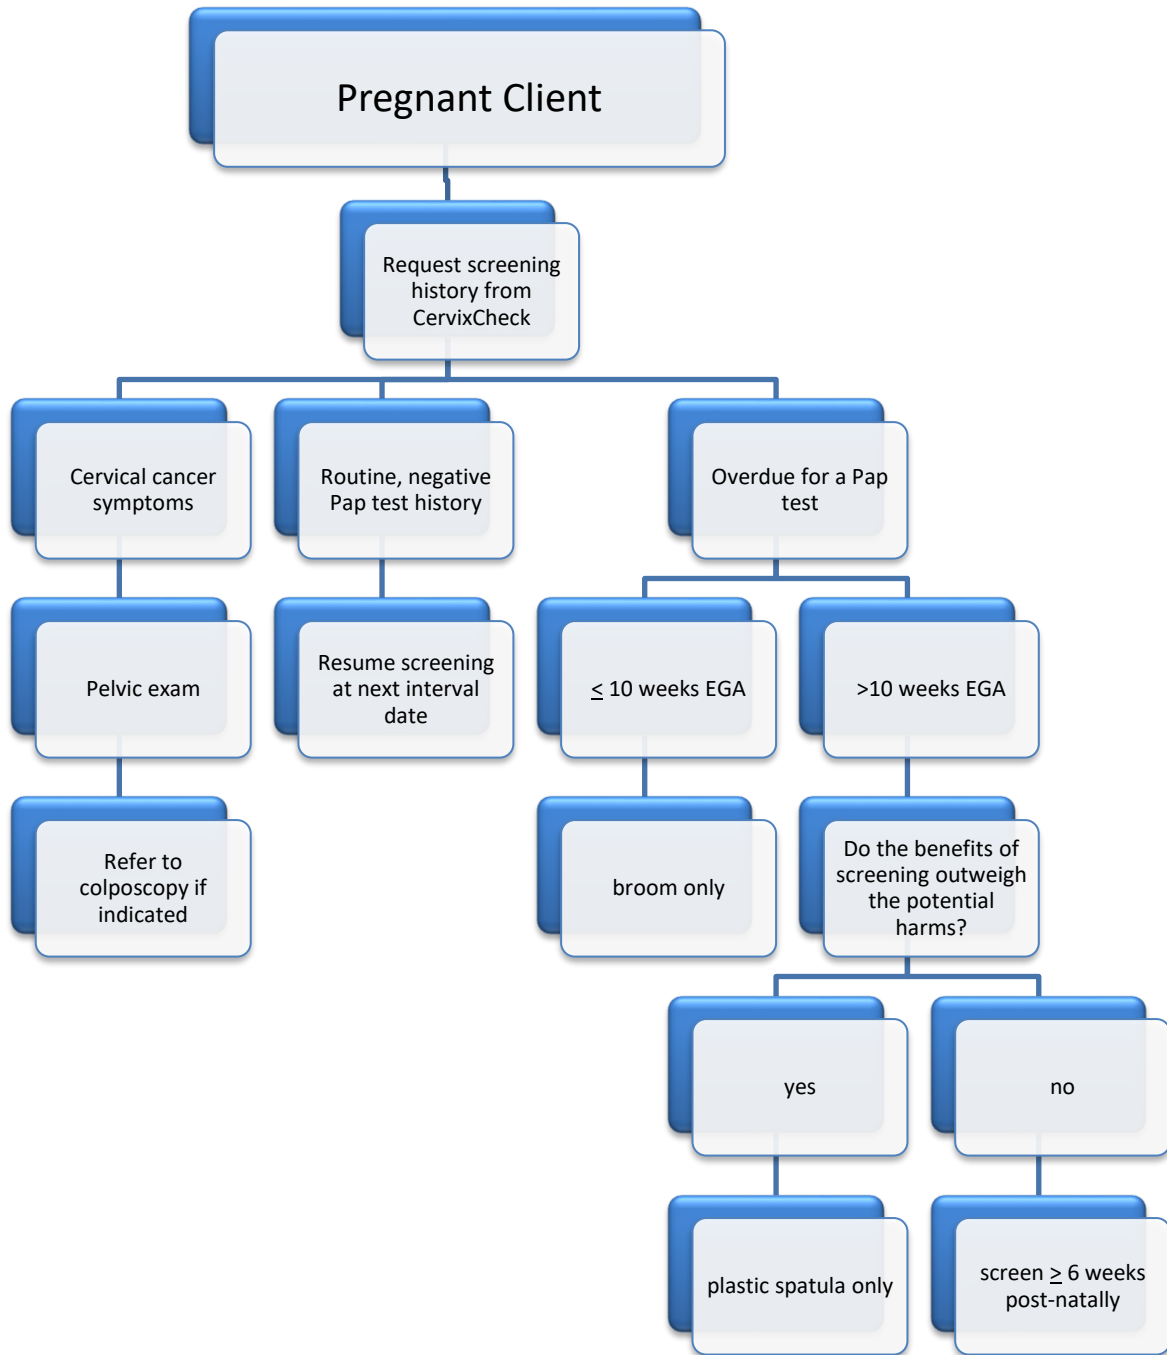 Pregnant Client
Request screening
history from
CervixCheck
Cervical cancer
symptoms
Routine, negative
Pap test history
Overdue for a Pap
test
Pelvic exam
Resume screening
at next interval
date
≤ 10 weeks EGA
>10 weeks EGA
Refer to
colposcopy if
indicated
broom only
Do the benefits of
screening outweigh
the potential
harms?
yes
no
plastic spatula only
screen ≥ 6 weeks
post-natally